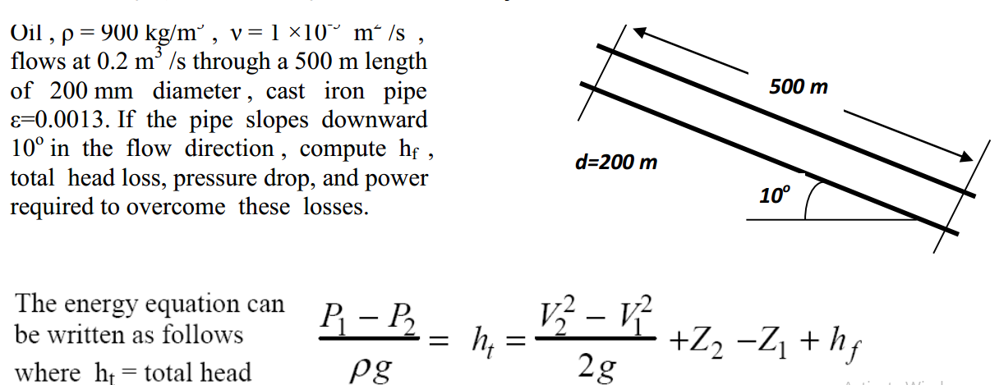 Oil , ρ = 900 kg/m³ , ν = 1 ×10⁻⁵ m² /s ,
flows at 0.2 m³ /s through a 500 m length
of 200 mm diameter , cast iron pipe
ε=0.0013. If the pipe slopes downward
10º in the flow direction , compute hf ,
total head loss, pressure drop, and power
required to overcome these losses.
500 m
d=200 m
10º
The energy equation can
be written as follows
where ht = total head
(P₁ − P₂) / ρg = hₜ = (V₂² − V₁²) / 2g +Z₂ −Z₁ + h_f